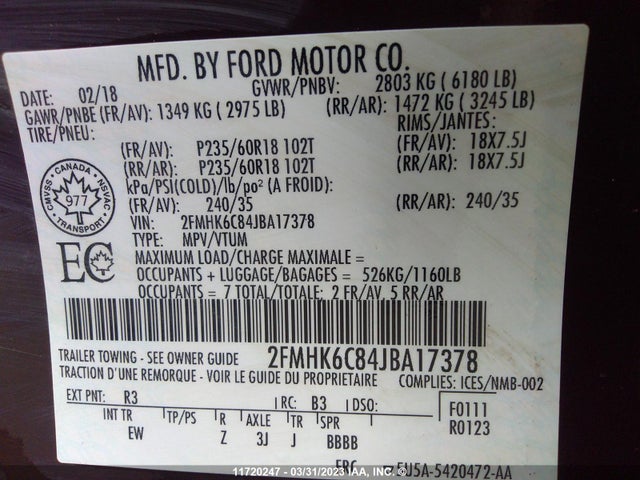 MFD. BY FORD MOTOR CO.
DATE: 02/18 GVWR/PNBV: 2803 KG ( 6180 LB)
GAWR/PNBE (FR/AV): 1349 KG ( 2975 LB) (RR/AR): 1472 KG ( 3245 LB)
TIRE/PNEU: RIMS/JANTES:
(FR/AV): P235/60R18 102T (FR/AV): 18X7.5J
(RR/AR): P235/60R18 102T (RR/AR): 18X7.5J
kPa/PSI(COLD)/lb/po² (A FROID):
(FR/AV): 240/35 (RR/AR): 240/35
CANADA
CMVSS NSVAC
977
TRANSPORT
VIN: 2FMHK6C84JBA17378
TYPE: MPV/VTUM
EC
MAXIMUM LOAD/CHARGE MAXIMALE =
OCCUPANTS + LUGGAGE/BAGAGES = 526KG/1160LB
OCCUPANTS = 7 TOTAL/TOTALE: 2 FR/AV, 5 RR/AR
TRAILER TOWING - SEE OWNER GUIDE 2FMHK6C84JBA17378
TRACTION D'UNE REMORQUE - VOIR LE GUIDE DU PROPRIETAIRE COMPLIES: ICES/NMB-002
EXT PNT: R3 RC: B3 DSO: F0111
INT TR TP/PS R AXLE TR SPR R0123
EW Z 3J J BBBB
5U5A-5420472-AA
11720247 - 03/31/2023 IAA, Inc. ©